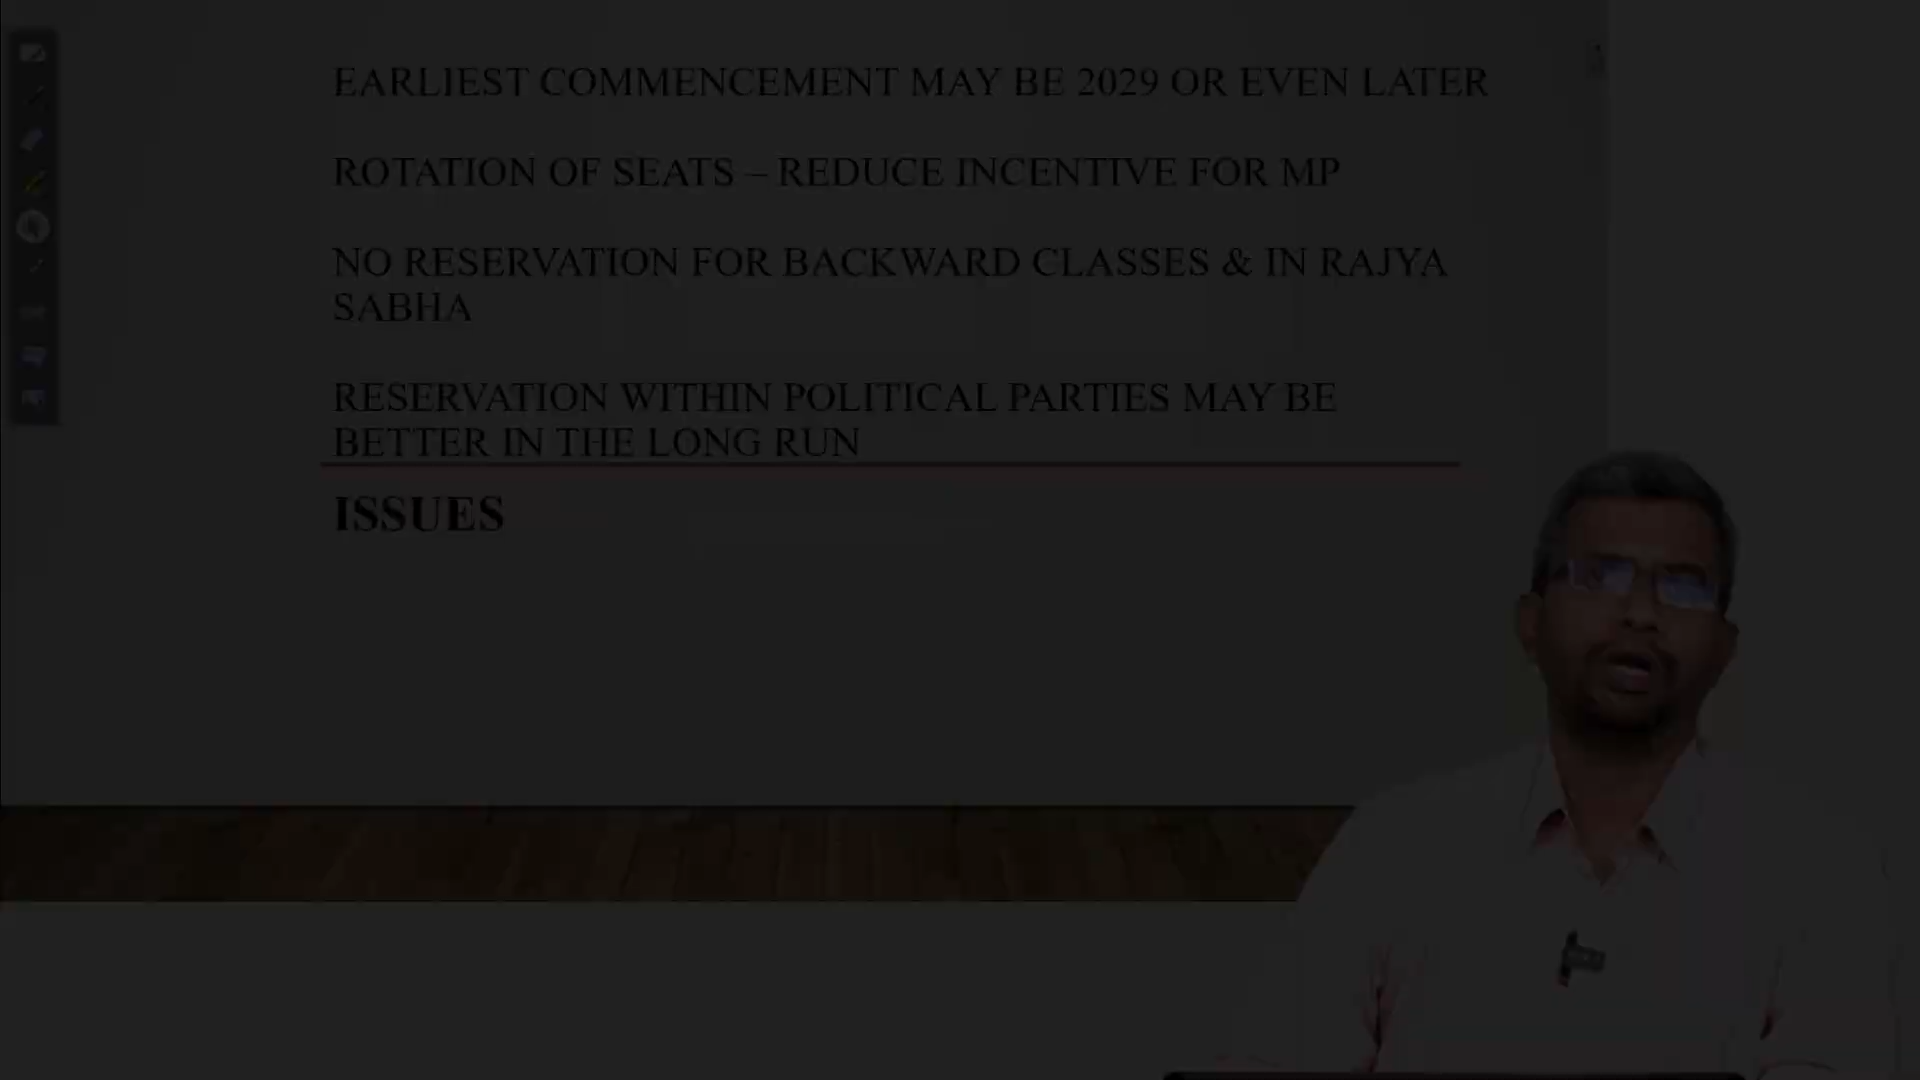 EARLIEST COMMENCEMENT MAY BE 2029 OR EVEN LATER
ROTATION OF SEATS – REDUCE INCENTIVE FOR MP
NO RESERVATION FOR BACKWARD CLASSES & IN RAJYA
SABHA
RESERVATION WITHIN POLITICAL PARTIES MAY BE
BETTER IN THE LONG RUN
ISSUES